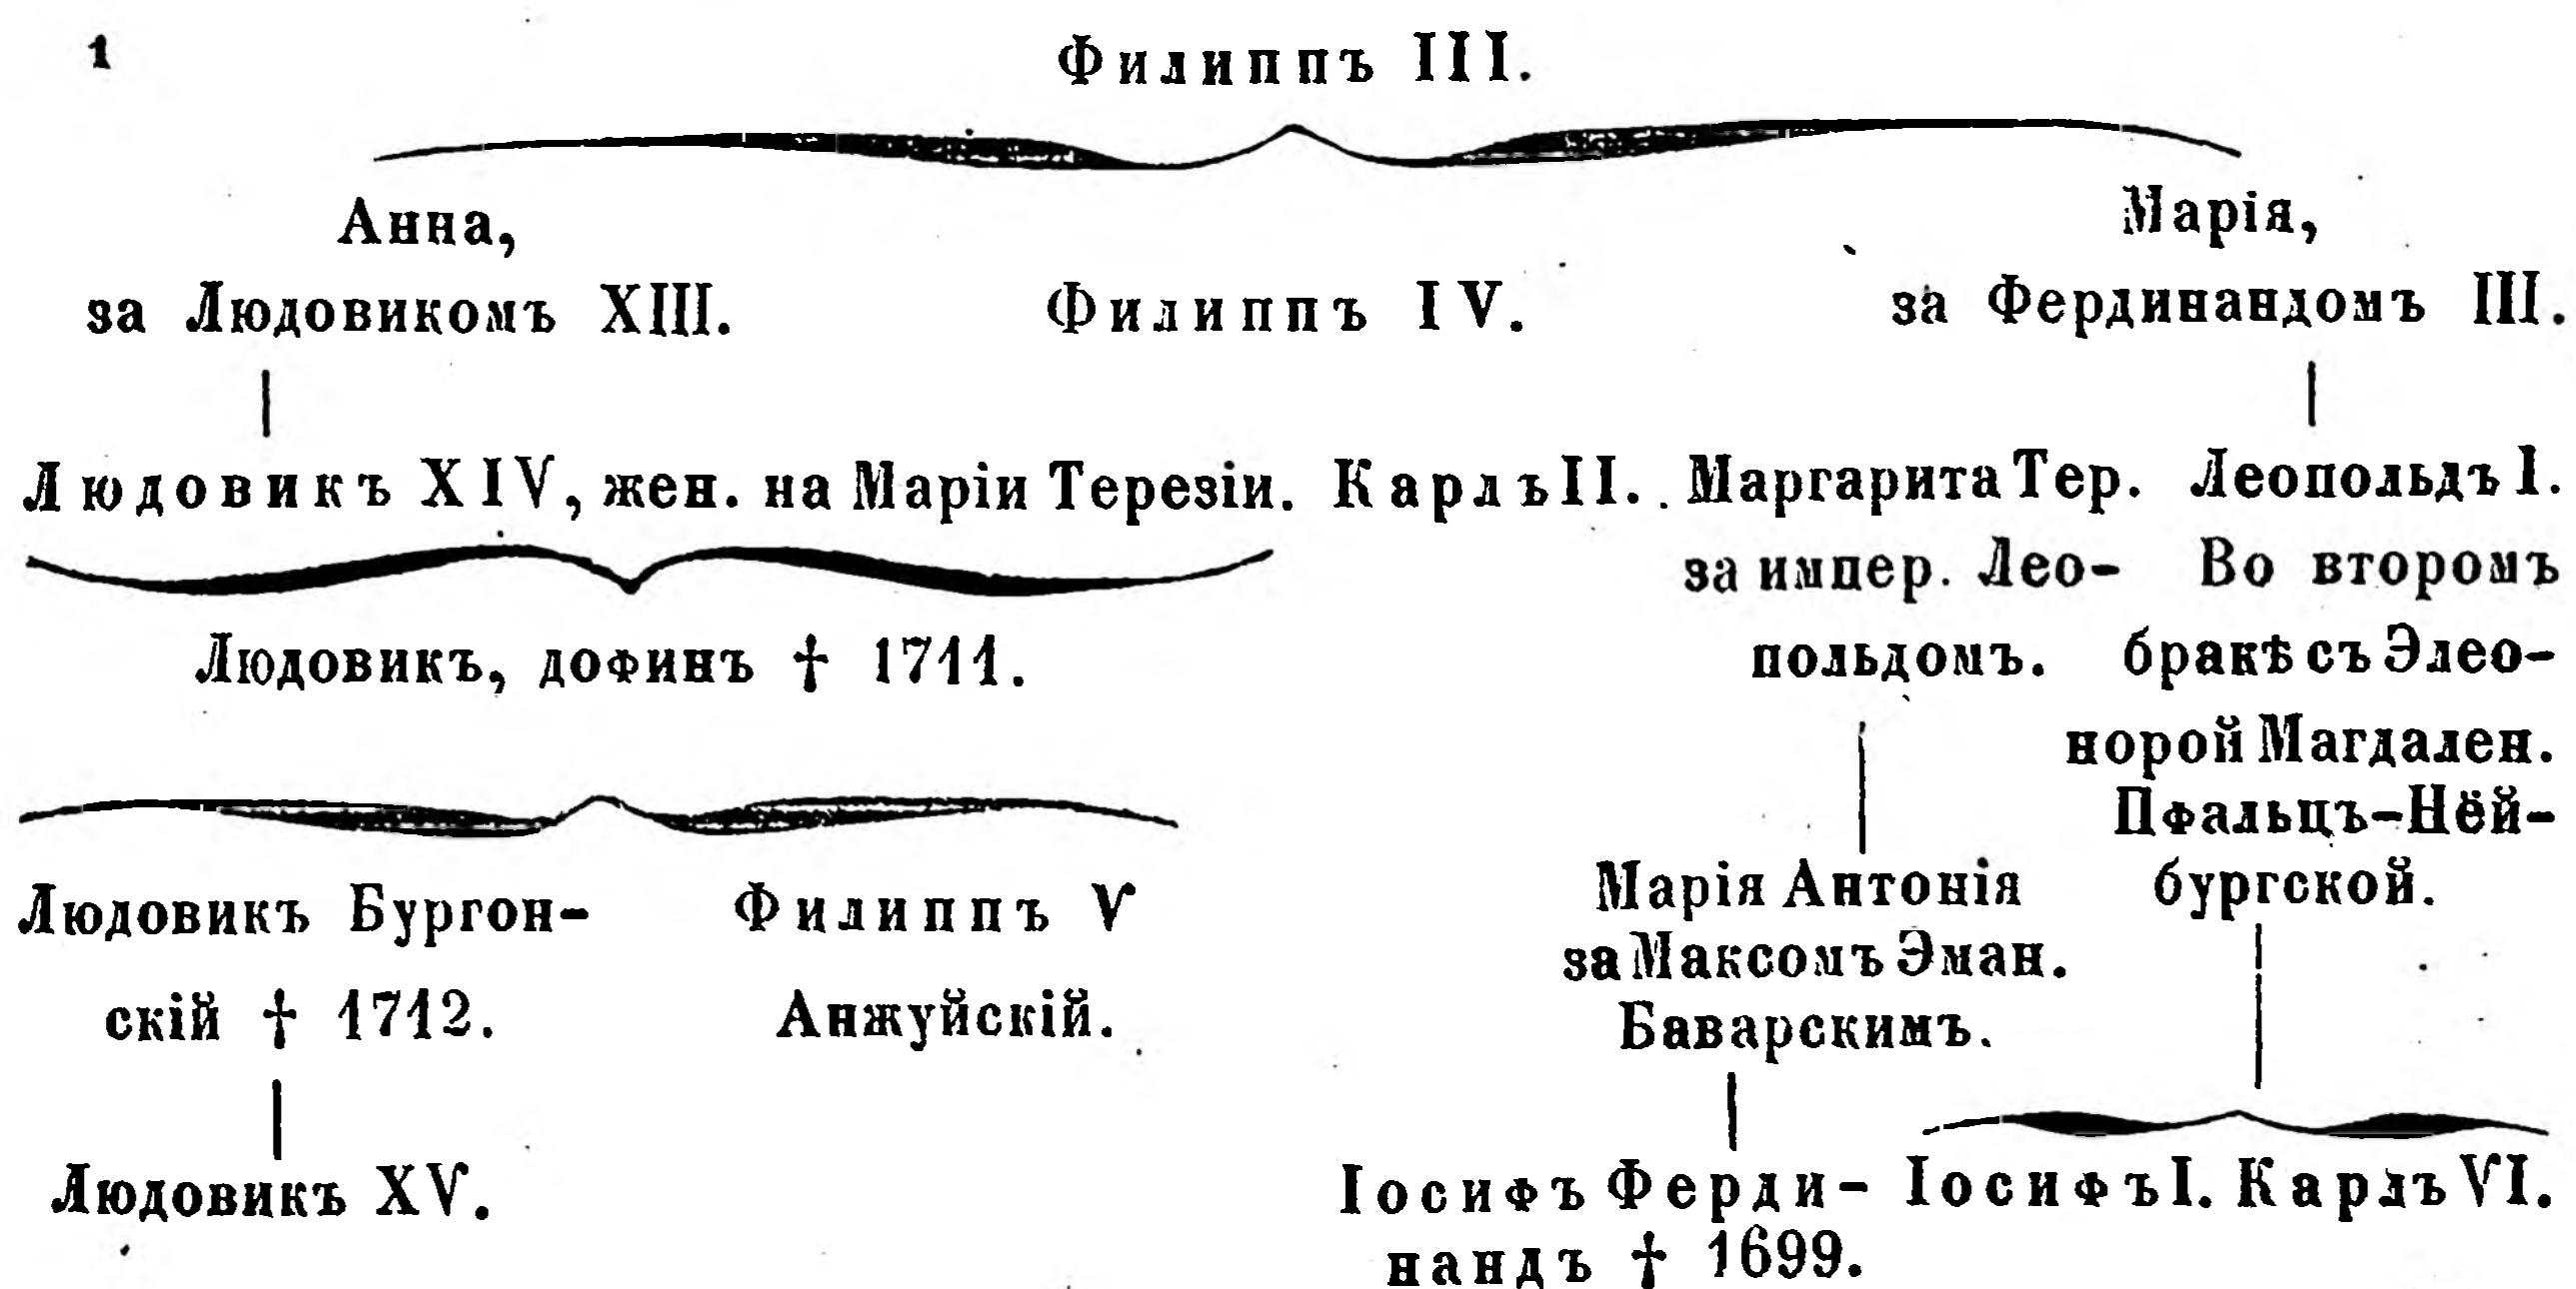 1
Филиппъ III.
Анна,
Марія,
за Людовикомъ XIII.
Филиппъ IV.
за Фердинандомъ III.
Людовикъ XIV, жен. на Маріи Терезіи. Карлъ II. Маргарита Тер. Леопольдъ I.
за импер. Лео- Во второмъ
Людовикъ, дофинъ † 1711.
польдомъ. бракѣ съ Элео-
норой Магдален.
Пфальцъ-Нёй-
Людовикъ Бургон- Филиппъ V
Марія Антонія бургской.
за Максомъ Эман.
скій † 1712. Анжуйскій.
Баварскимъ.
Людовикъ XV.
Іосифъ Ферди- Іосифъ I. Карлъ VI.
нандъ † 1699.